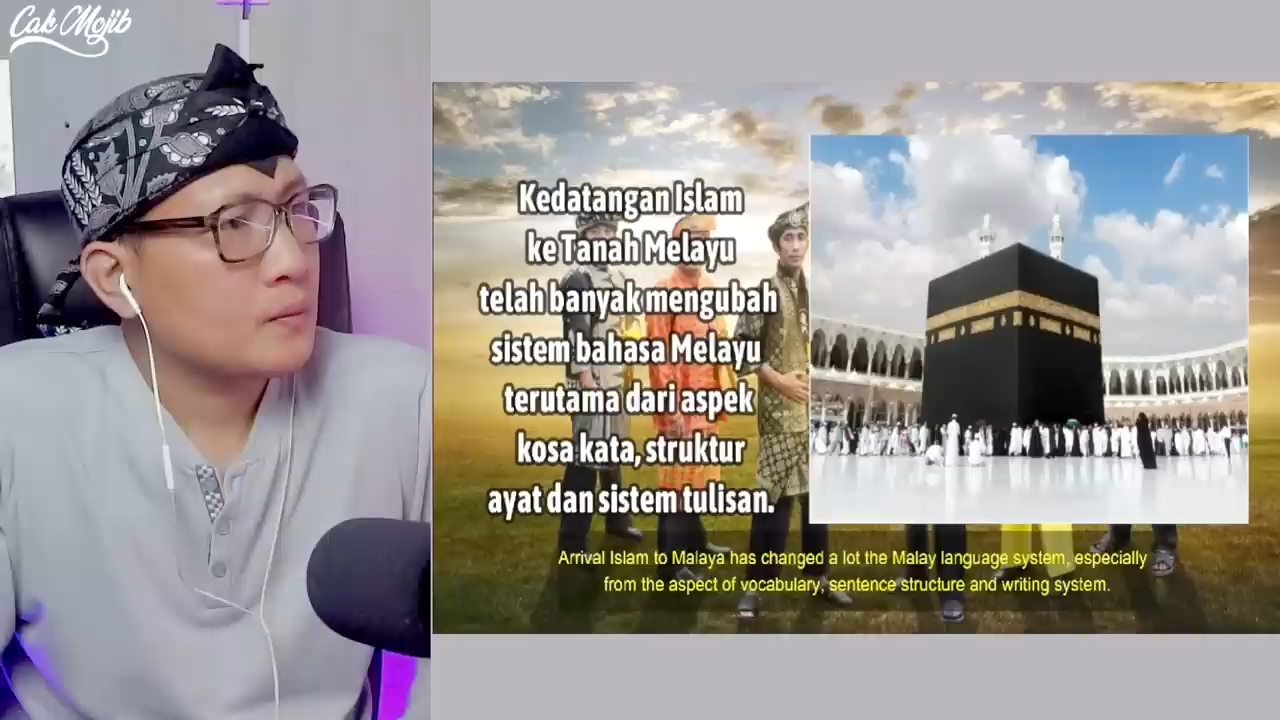 Cak Mojib
Kedatangan Islam
ke Tanah Melayu
telah banyak mengubah
sistem bahasa Melayu
terutama dari aspek
kosa kata, struktur
ayat dan sistem tulisan.
Arrival Islam to Malaya has changed a lot the Malay language system, especially
from the aspect of vocabulary, sentence structure and writing system.